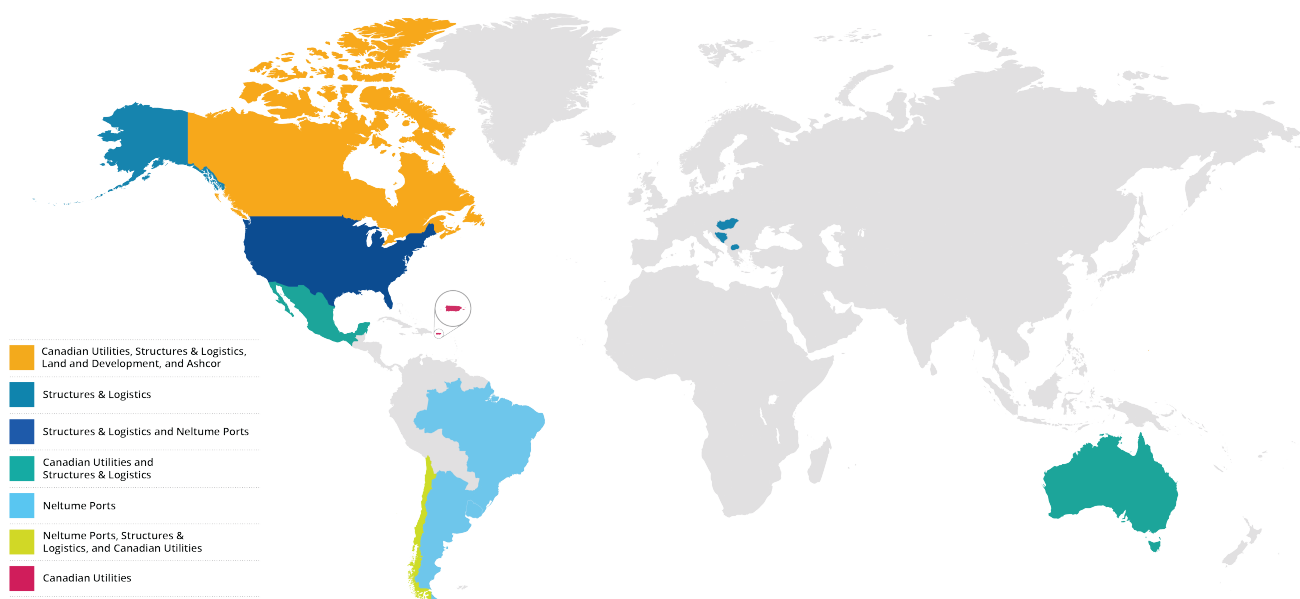 Canadian Utilities, Structures & Logistics,
Land and Development, and Ashcor
Structures & Logistics
Structures & Logistics and Neltume Ports
Canadian Utilities and
Structures & Logistics
Neltume Ports
Neltume Ports, Structures &
Logistics, and Canadian Utilities
Canadian Utilities